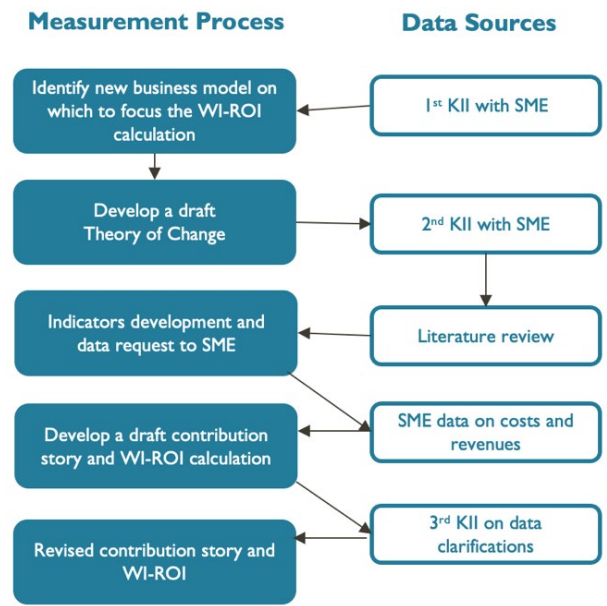 Measurement Process
Data Sources
Identify new business model on
which to focus the WI-ROI
calculation
1st KII with SME
Develop a draft
Theory of Change
2nd KII with SME
Indicators development and
data request to SME
Literature review
SME data on costs and
revenues
Develop a draft contribution
story and WI-ROI calculation
3rd KII on data
clarifications
Revised contribution story and
WI-ROI